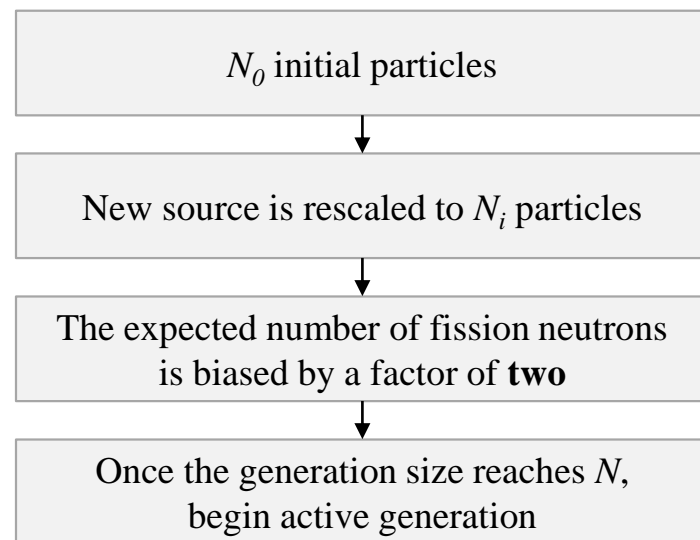 N₀ initial particles
New source is rescaled to Nᵢ particles
The expected number of fission neutrons
is biased by a factor of two
Once the generation size reaches N,
begin active generation